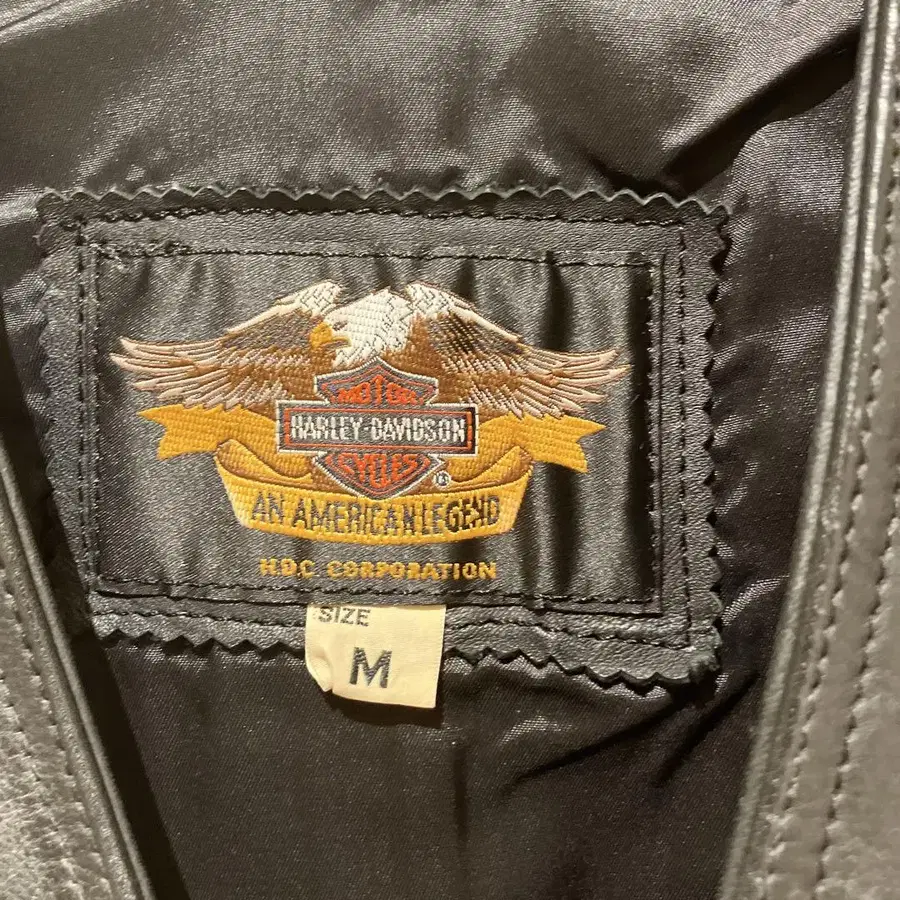 MOTOR
HARLEY-DAVIDSON
CYCLES
®
AN AMERICAN LEGEND
H.D.C CORPORATION
SIZE
M